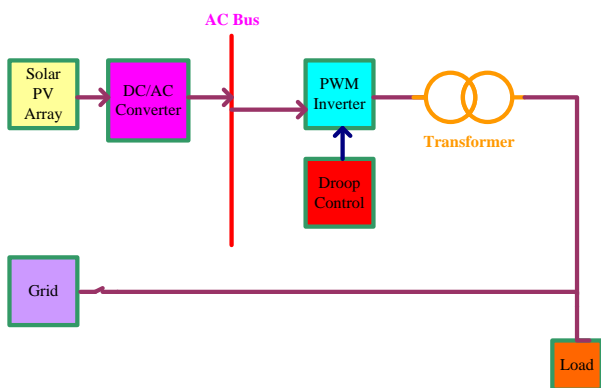 AC Bus
Solar
PV
Array
DC/AC
Converter
PWM
Inverter
Transformer
Droop
Control
Grid
Load